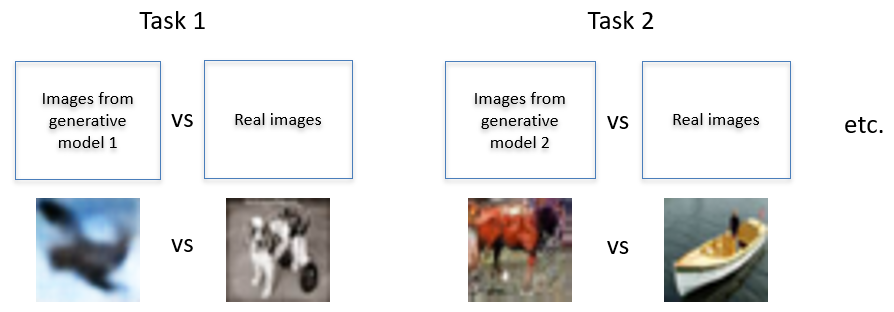 Task 1
Task 2
Images from
generative
model 1
vs
Real images
Images from
generative
model 2
vs
Real images
etc.
vs
vs